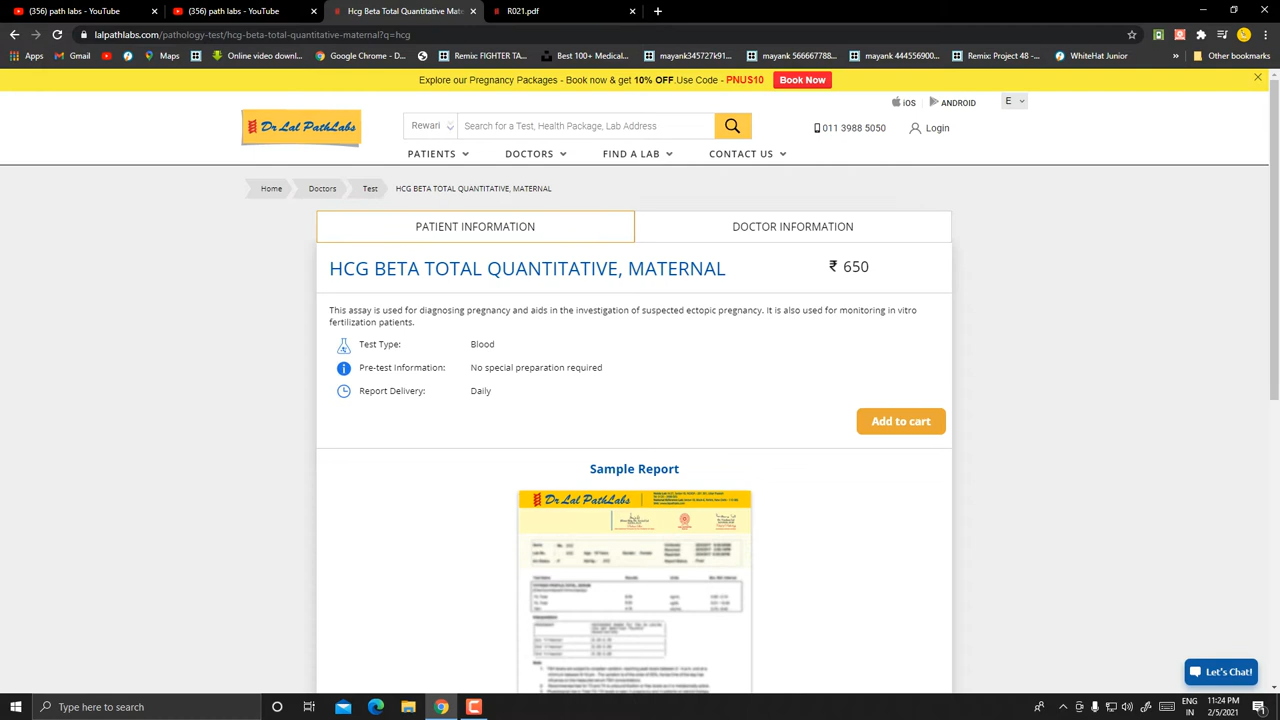 (356) path labs - YouTube
(356) path labs - YouTube
HCG Beta Total Quantitative, Mate
R021.pdf
lalpathlabs.com/pathology-test/hcg-beta-total-quantitative-maternal?q=hcg
Apps
Gmail
YouTube
Maps
Online video downl...
Google Chrome - D...
Remix FIGHTER TA...
Best 100+ Medical...
mayank345727k91...
mayank 566667788...
mayank 444556900...
Remix Project 48 -...
WhiteHat Junior
Other bookmarks
Explore our Pregnancy Packages - Book now & get 10% OFF.Use Code - PNUS10
Book Now
iOS
ANDROID
E
Dr Lal PathLabs
Rewari
Search for a Test, Health Package, Lab Address
011 3988 5050
Login
PATIENTS
DOCTORS
FIND A LAB
CONTACT US
Home
Doctors
Test
HCG BETA TOTAL QUANTITATIVE, MATERNAL
PATIENT INFORMATION
DOCTOR INFORMATION
HCG BETA TOTAL QUANTITATIVE, MATERNAL
₹ 650
This assay is used for diagnosing pregnancy and aids in the investigation of suspected ectopic pregnancy. It is also used for monitoring in vitro
fertilization patients.
Test Type: Blood
Pre-test Information: No special preparation required
Report Delivery: Daily
Add to cart
Sample Report
Dr Lal PathLabs
Let's Chat!
Type here to search
ENG
11:24 PM
2/5/2021